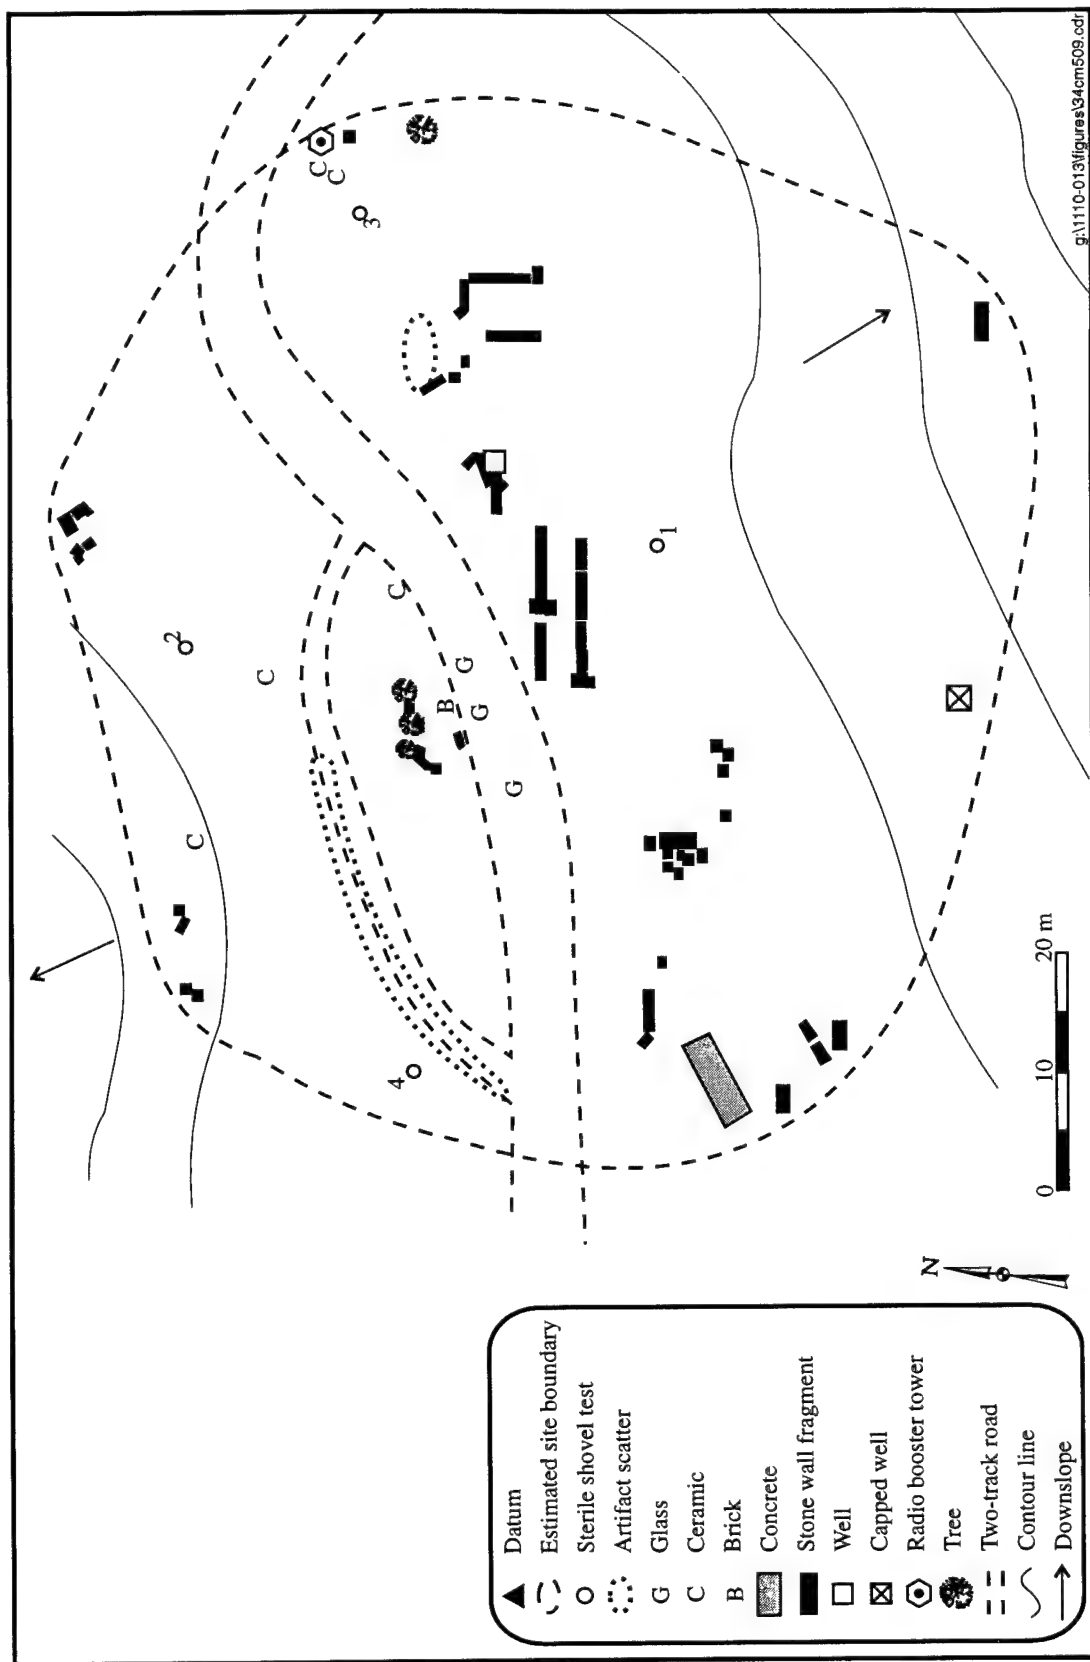 g:\1110-013\figures\34cm509.cdr
C
C
3
2
C
C
1
G
B
G
G
C
4
0
10
20 m
N
Datum
Estimated site boundary
Sterile shovel test
Artifact scatter
G Glass
C Ceramic
B Brick
Concrete
Stone wall fragment
Well
Capped well
Radio booster tower
Tree
Two-track road
Contour line
Downslope